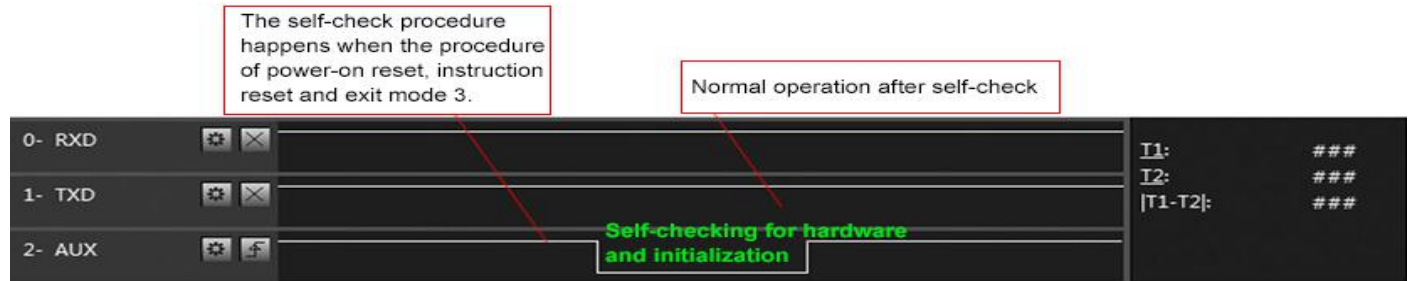 The self-check procedure
happens when the procedure
of power-on reset, instruction
reset and exit mode 3.
Normal operation after self-check
0- RXD
T1: ###
1- TXD
T2: ###
|T1-T2|: ###
2- AUX
Self-checking for hardware
and initialization